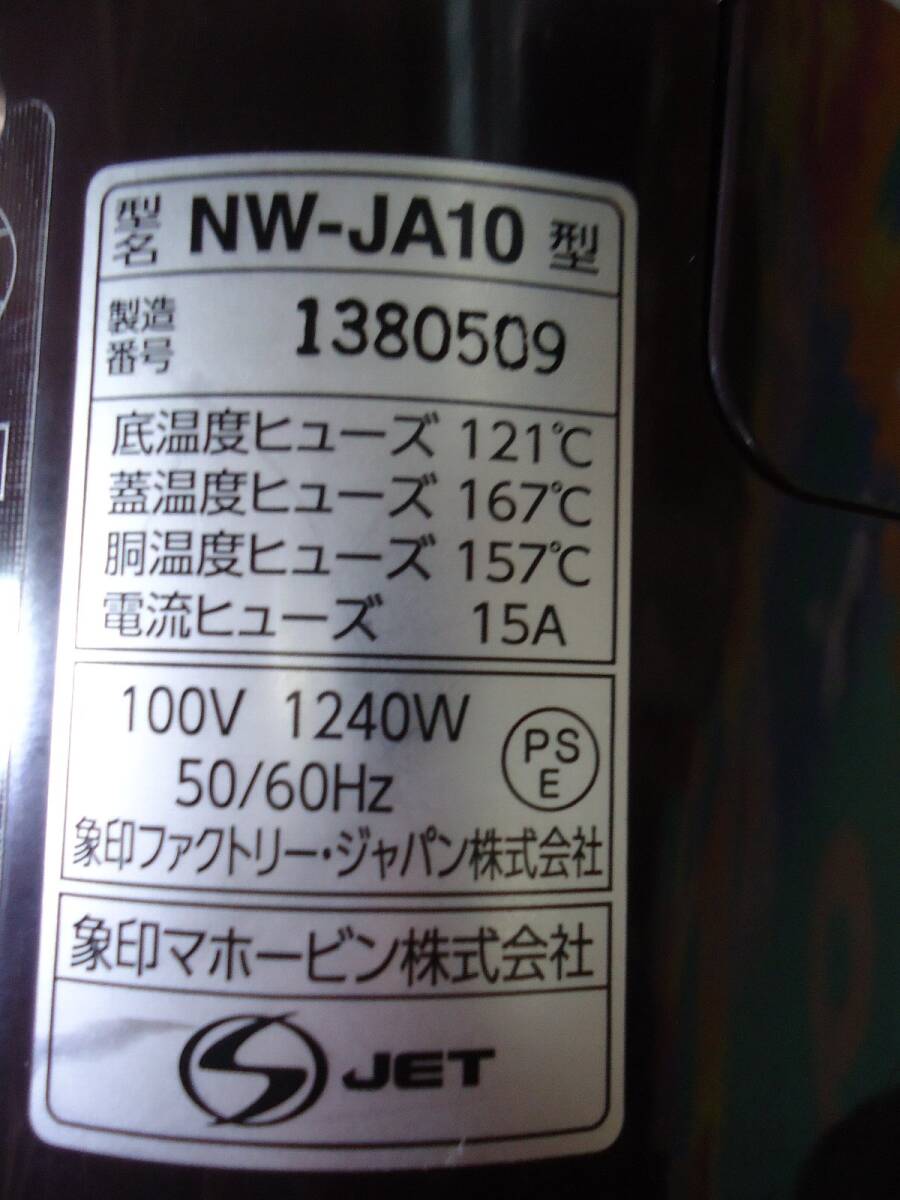 型名 NW-JA10 型
製造番号 1380509
底温度ヒューズ 121℃
蓋温度ヒューズ 167℃
胴温度ヒューズ 157℃
電流ヒューズ 15A
100V 1240W
50/60Hz
PSE
象印ファクトリー・ジャパン株式会社
象印マホービン株式会社
S JET